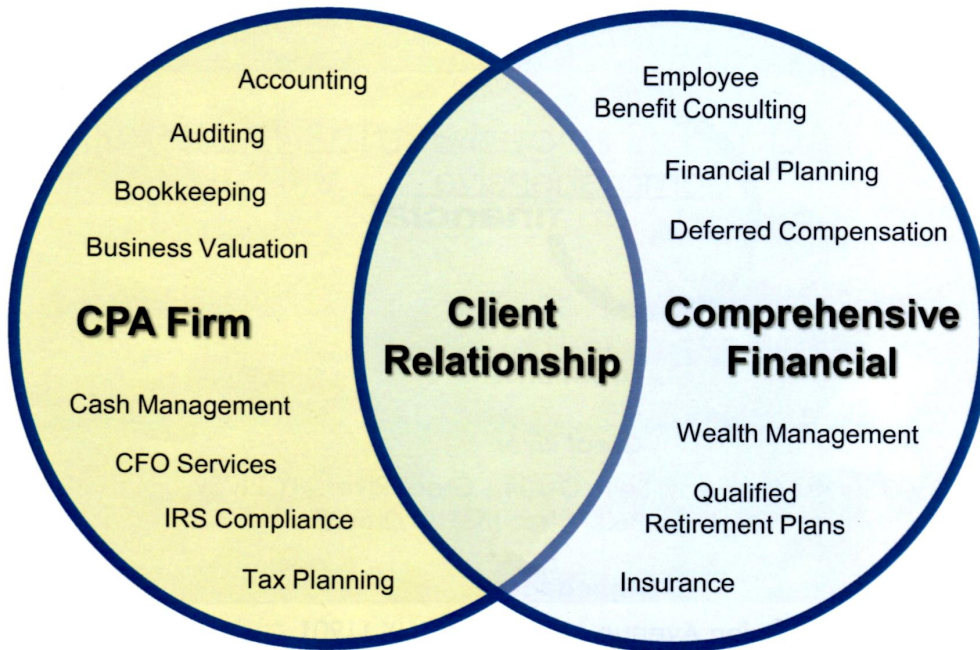 Accounting
Auditing
Bookkeeping
Business Valuation
CPA Firm
Cash Management
CFO Services
IRS Compliance
Tax Planning
Client
Relationship
Employee
Benefit Consulting
Financial Planning
Deferred Compensation
Comprehensive
Financial
Wealth Management
Qualified
Retirement Plans
Insurance